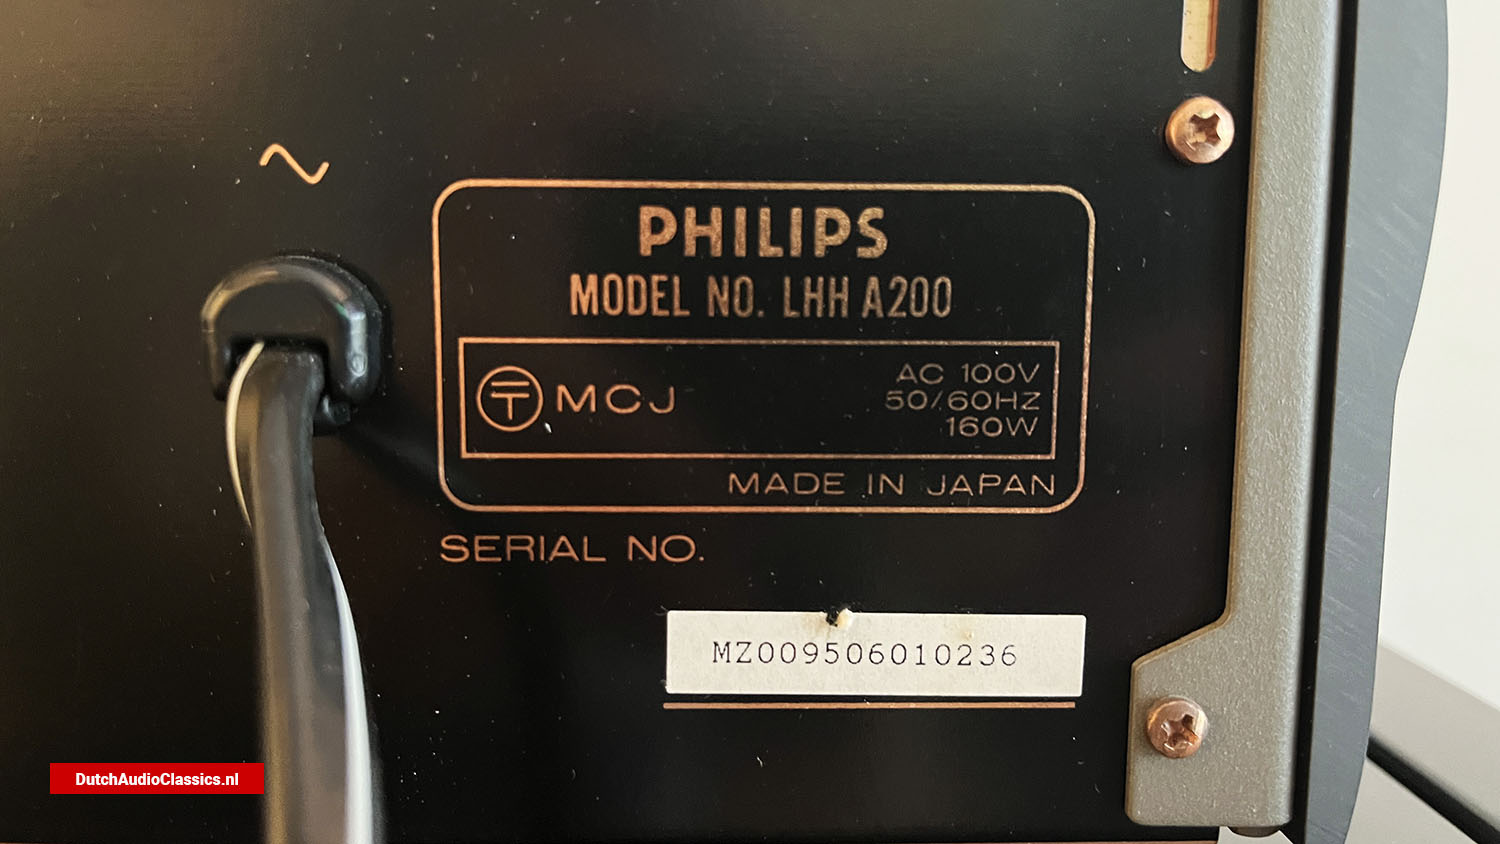 PHILIPS
MODEL NO. LHH A200
MCJ
AC 100V
50/60HZ
160W
MADE IN JAPAN
SERIAL NO.
MZ009506010236
DutchAudioClassics.nl